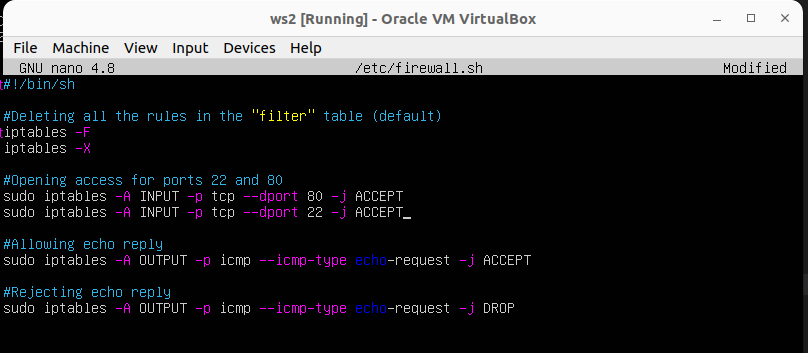 ws2 [Running] - Oracle VM VirtualBox
File Machine View Input Devices Help
GNU nano 4.8 /etc/firewall.sh Modified
#!/bin/sh
#Deleting all the rules in the "filter" table (default)
iptables -F
iptables -X
#Opening access for ports 22 and 80
sudo iptables -A INPUT -p tcp --dport 80 -j ACCEPT
sudo iptables -A INPUT -p tcp --dport 22 -j ACCEPT
#Allowing echo reply
sudo iptables -A OUTPUT -p icmp --icmp-type echo-request -j ACCEPT
#Rejecting echo reply
sudo iptables -A OUTPUT -p icmp --icmp-type echo-request -j DROP